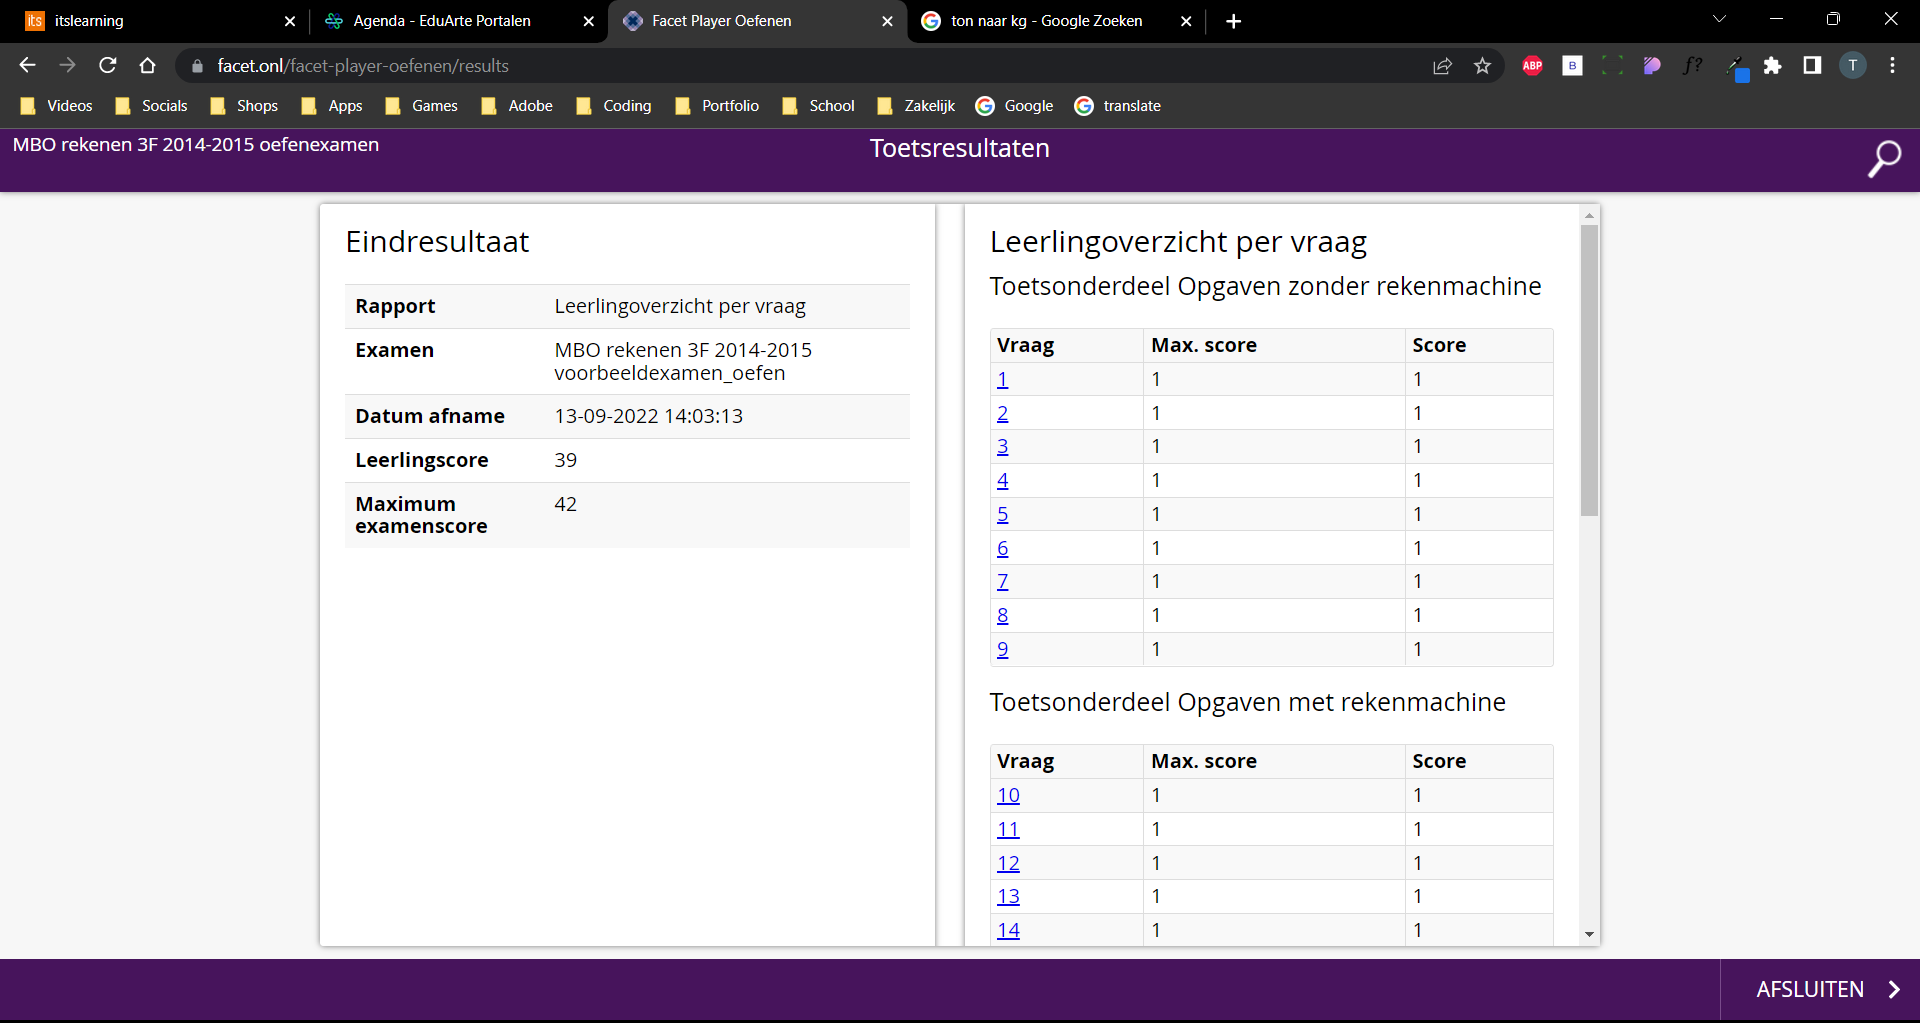 itslearning
Agenda - EduArte Portalen
Facet Player Oefenen
ton naar kg - Google Zoeken
facet.onl/facet-player-oefenen/results
ABP
B
f?
T
Videos
Socials
Shops
Apps
Games
Adobe
Coding
Portfolio
School
Zakelijk
Google
translate
MBO rekenen 3F 2014-2015 oefenexamen
Toetsresultaten
Eindresultaat
Rapport Leerlingoverzicht per vraag
Examen MBO rekenen 3F 2014-2015
voorbeeldexamen_oefen
Datum afname 13-09-2022 14:03:13
Leerlingscore 39
Maximum 42
examenscore
Leerlingoverzicht per vraag
Toetsonderdeel Opgaven zonder rekenmachine
Vraag Max. score Score
1 1 1
2 1 1
3 1 1
4 1 1
5 1 1
6 1 1
7 1 1
8 1 1
9 1 1
Toetsonderdeel Opgaven met rekenmachine
Vraag Max. score Score
10 1 1
11 1 1
12 1 1
13 1 1
14 1 1
AFSLUITEN